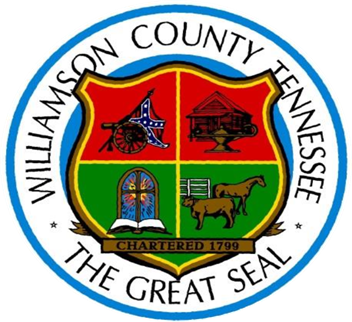 WILLIAMSON COUNTY TENNESSEE
CHARTERED 1799
THE GREAT SEAL